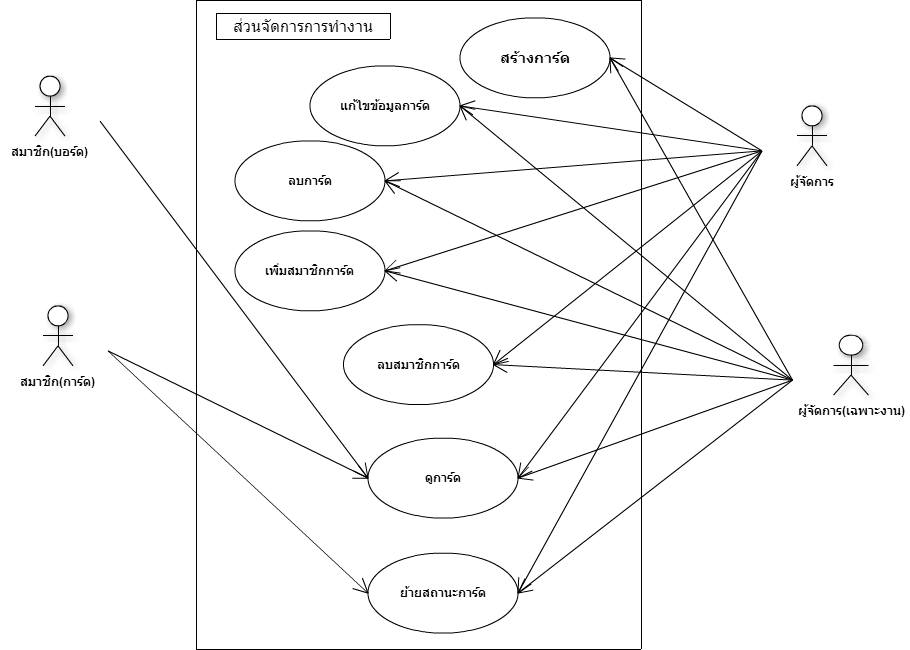 ส่วนจัดการการทำงาน
สร้างการ์ด
แก้ไขข้อมูลการ์ด
สมาชิก(บอร์ด)
ผู้จัดการ
ลบการ์ด
เพิ่มสมาชิกการ์ด
ลบสมาชิกการ์ด
สมาชิก(การ์ด)
ผู้จัดการ(เฉพาะงาน)
ดูการ์ด
ย้ายสถานะการ์ด